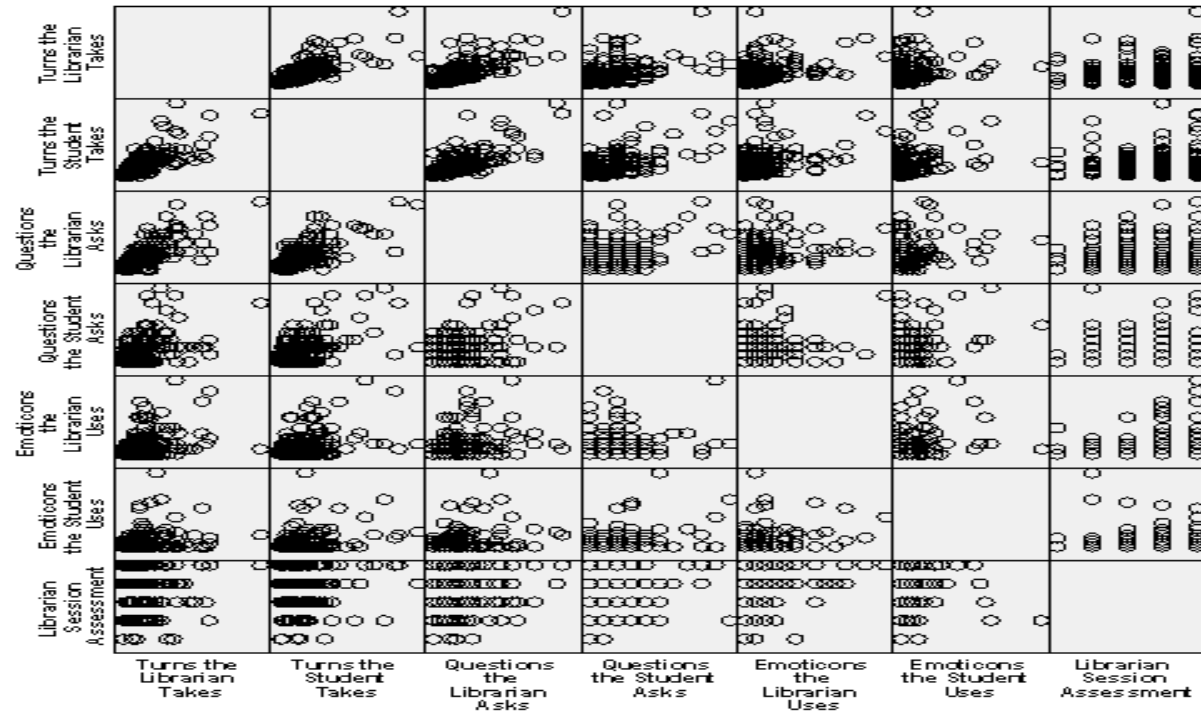 Turns the
Librarian
Takes
Turns the
Student
Takes
Questions
the
Librarian
Asks
Questions
the Student
Asks
Emoticons
the
Librarian
Uses
Emoticons
the Student
Uses
Librarian
Session
Assessment
Turns the
Librarian
Takes
Turns the
Student
Takes
Questions
the
Librarian
Asks
Questions
the Student
Asks
Emoticons
the
Librarian
Uses
Emoticons
the Student
Uses
Librarian
Session
Assessment